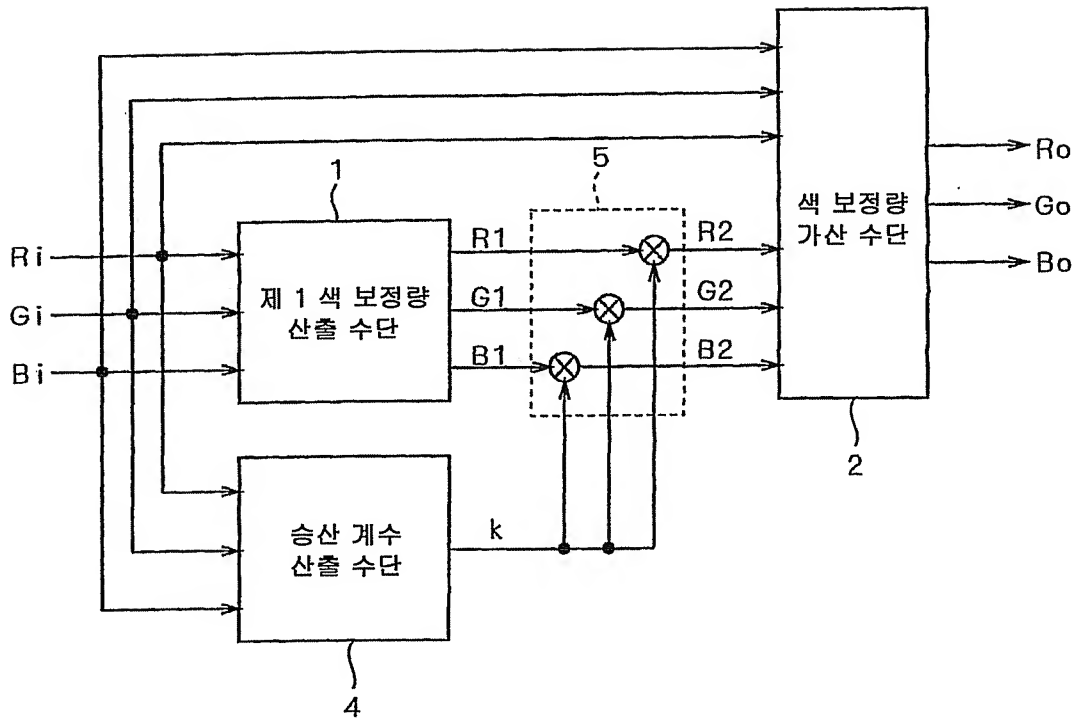 5
1
Ri
Gi
Bi
제 1 색 보정량
산출 수단
R1
G1
B1
R2
G2
B2
색 보정량
가산 수단
Ro
Go
Bo
2
승산 계수
산출 수단
k
4